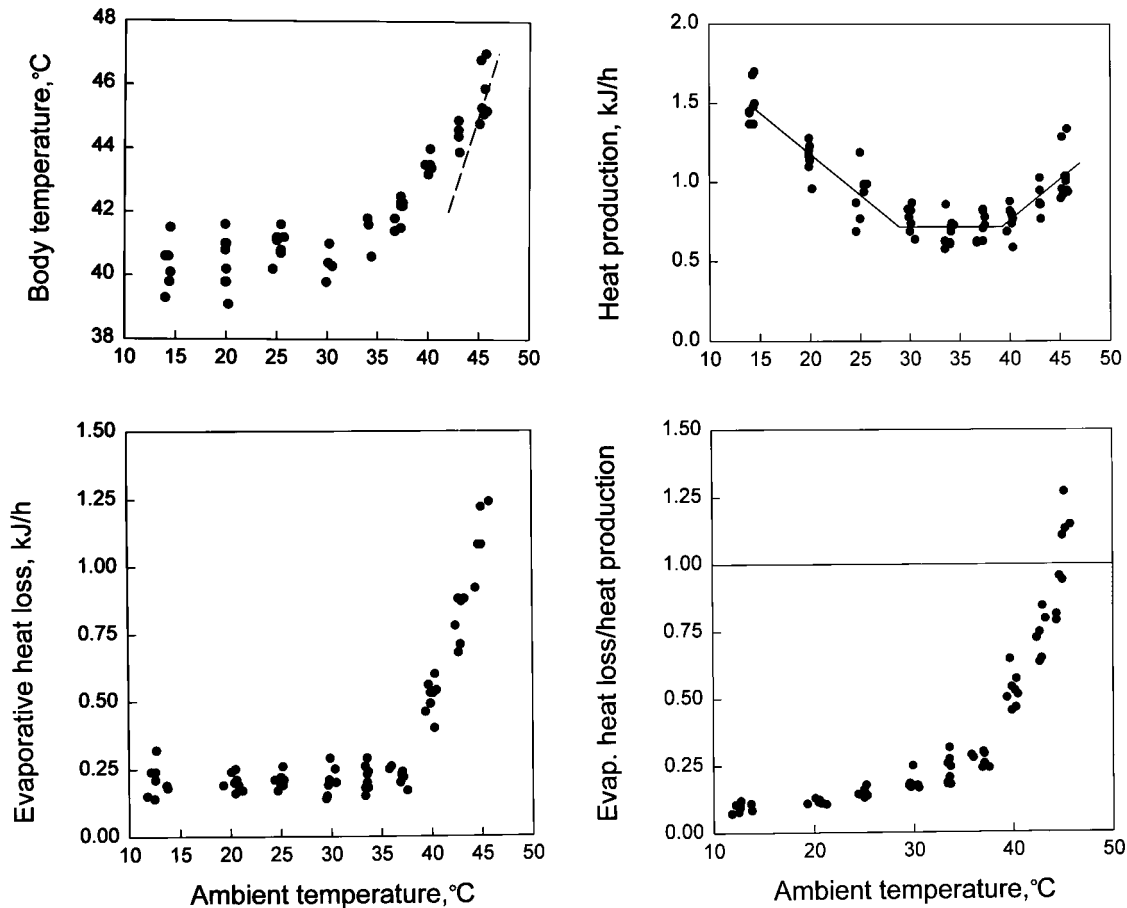 Body temperature,°C
48
46
44
42
40
38
10 15 20 25 30 35 40 45 50
Heat production, kJ/h
2.0
1.5
1.0
0.5
0.0
10 15 20 25 30 35 40 45 50
Evaporative heat loss, kJ/h
1.50
1.25
1.00
0.75
0.50
0.25
0.00
10 15 20 25 30 35 40 45 50
Ambient temperature,°C
Evap. heat loss/heat production
1.50
1.25
1.00
0.75
0.50
0.25
0.00
10 20 30 40 50
Ambient temperature,°C